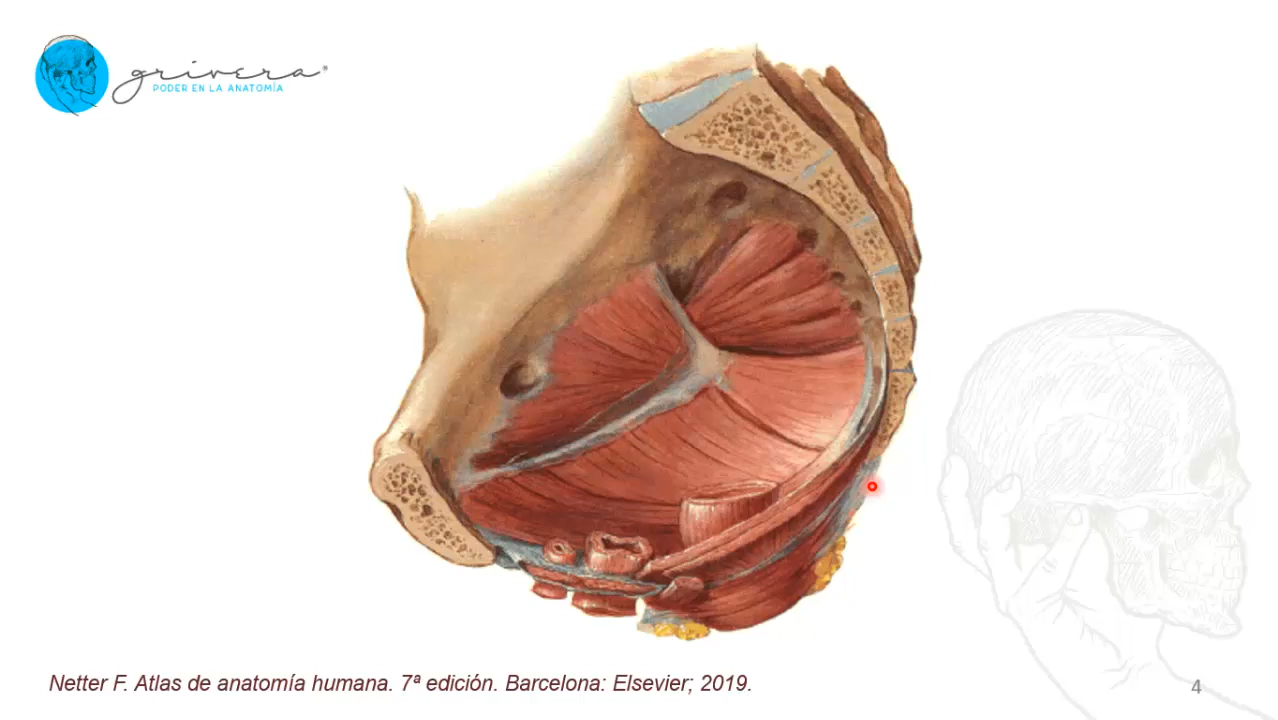 grivera®
PODER EN LA ANATOMÍA
Netter F. Atlas de anatomía humana. 7ª edición. Barcelona: Elsevier; 2019.
4